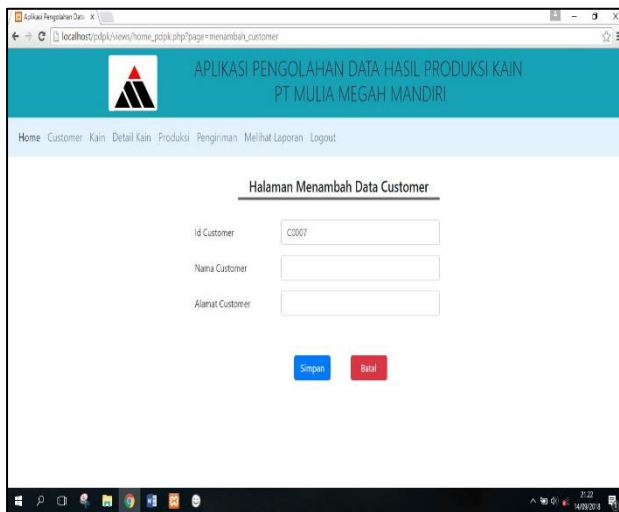 Aplikasi Pengolahan Data X
localhost/pdpk/views/home_pdpk.php?page=menambah_customer
APLIKASI PENGOLAHAN DATA HASIL PRODUKSI KAIN
PT MULIA MEGAH MANDIRI
Home Customer Kain Detail Kain Produksi Pengiriman Melihat Laporan Logout
Halaman Menambah Data Customer
Id Customer C0007
Nama Customer
Alamat Customer
Simpan Batal
21.22
14/09/2018